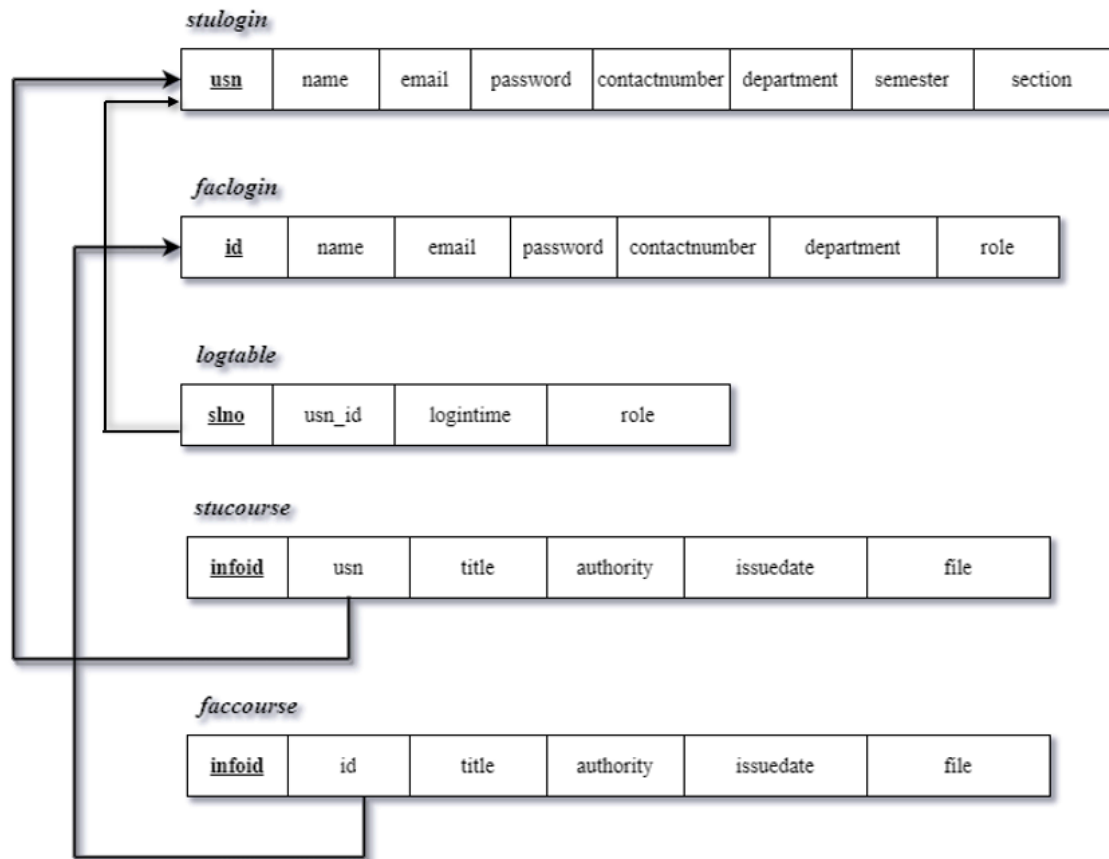 stulogin
usn name email password contactnumber department semester section
faclogin
id name email password contactnumber department role
logtable
slno usn_id logintime role
stucourse
infoid usn title authority issuedate file
faccourse
infoid id title authority issuedate file